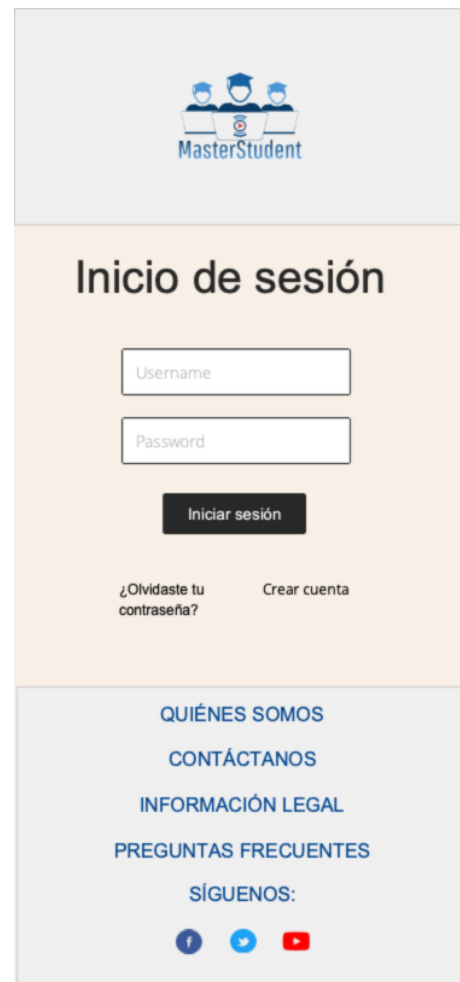 MasterStudent
Inicio de sesión
Username
Password
Iniciar sesión
¿Olvidaste tu
contraseña?
Crear cuenta
QUIÉNES SOMOS
CONTÁCTANOS
INFORMACIÓN LEGAL
PREGUNTAS FRECUENTES
SÍGUENOS: